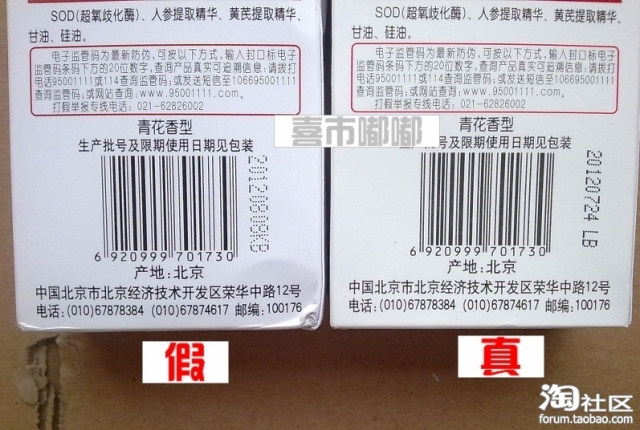 SOD(超氧歧化酶)、人参提取精华、黄芪提取精华、
甘油、硅油。
电子监管码为最新防伪,可按以下方式,输入封口标电子
监管码条码下方的20位数字,查询产品真实可追溯信息:请拨打
电话95001111或114查询监管码;或发送短信至106695001111
查询监管码;或网站查询:www.95001111.com。
打假举报专线电话:021-62826002
青花香型
生产批号及限期使用日期见包装
20120808KB
6 920999 701730
产地:北京
中国北京市北京经济技术开发区荣华中路12号
电话:(010)67878384 (010)67874617 邮编:100176
假
SOD(超氧歧化酶)、人参提取精华、黄芪提取精华、
甘油、硅油。
电子监管码为最新防伪,可按以下方式,输入封口标电子
监管码条码下方的20位数字,查询产品真实可追溯信息:请拨打
电话95001111或114查询监管码;或发送短信至106695001111
查询监管码;或网站查询:www.95001111.com。
打假举报专线电话:021-62826002
青花香型
生产批号及限期使用日期见包装
20120724 LB
6 920999 701730
产地:北京
中国北京市北京经济技术开发区荣华中路12号
电话:(010)67878384 (010)67874617 邮编:100176
真
喜市嘟嘟
淘社区
forum.taobao.com